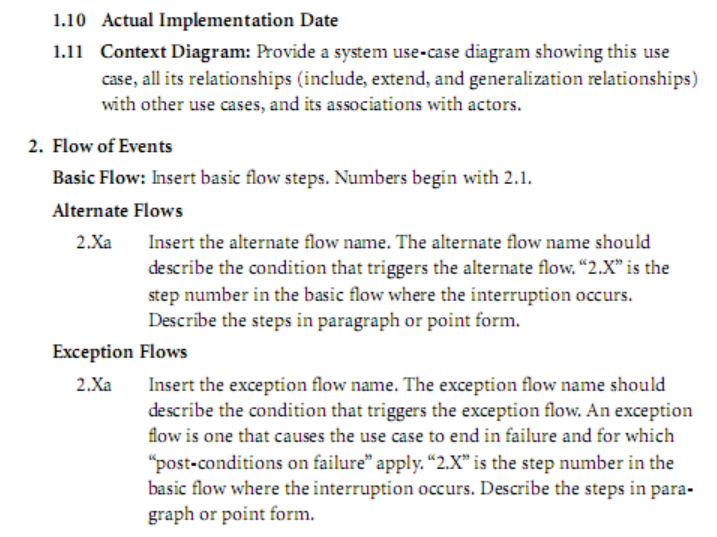 1.10 Actual Implementation Date
1.11 Context Diagram: Provide a system use-case diagram showing this use
case, all its relationships (include, extend, and generalization relationships)
with other use cases, and its associations with actors.
2. Flow of Events
Basic Flow: Insert basic flow steps. Numbers begin with 2.1.
Alternate Flows
2.Xa Insert the alternate flow name. The alternate flow name should
describe the condition that triggers the alternate flow. “2.X” is the
step number in the basic flow where the interruption occurs.
Describe the steps in paragraph or point form.
Exception Flows
2.Xa Insert the exception flow name. The exception flow name should
describe the condition that triggers the exception flow. An exception
flow is one that causes the use case to end in failure and for which
“post-conditions on failure” apply. “2.X” is the step number in the
basic flow where the interruption occurs. Describe the steps in para-
graph or point form.